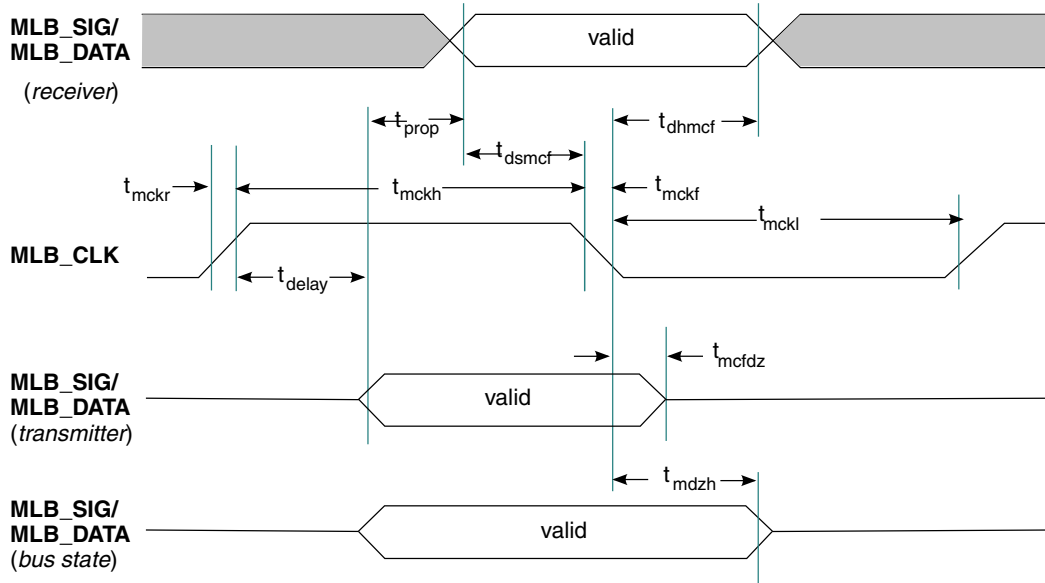 MLB_SIG/
MLB_DATA
(receiver)
valid
tprop
tdhmcf
tdsmcf
tmckr
tmckh
tmckf
tmckl
MLB_CLK
tdelay
tmcfdz
MLB_SIG/
MLB_DATA
(transmitter)
valid
tmdzh
MLB_SIG/
MLB_DATA
(bus state)
valid